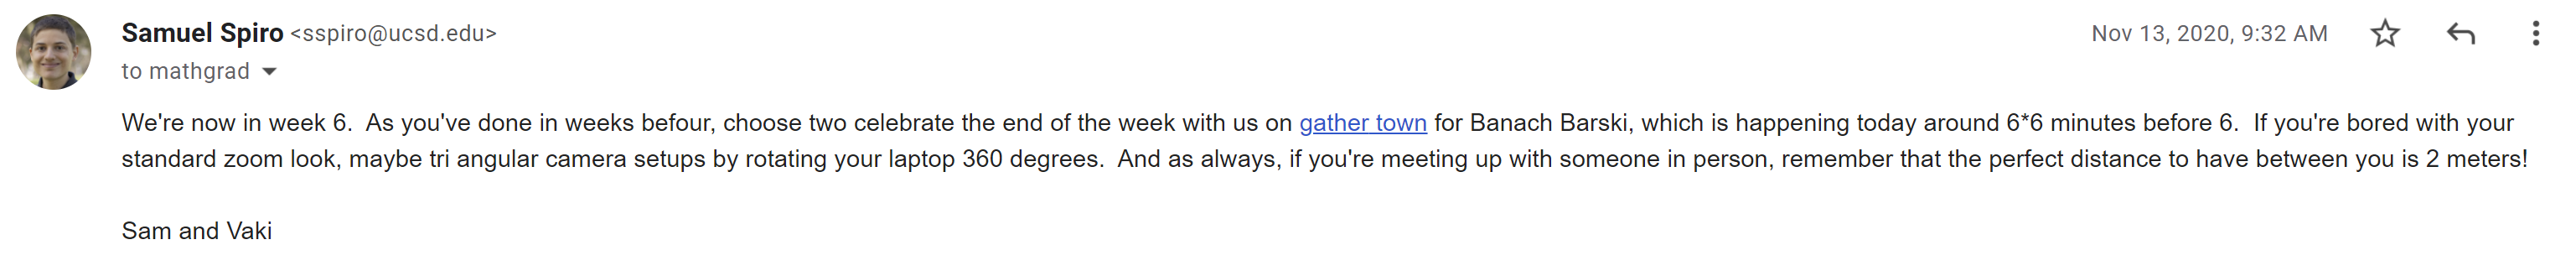 Samuel Spiro <sspiro@ucsd.edu> Nov 13, 2020, 9:32 AM
to mathgrad
We're now in week 6.  As you've done in weeks befour, choose two celebrate the end of the week with us on gather town for Banach Barski, which is happening today around 6*6 minutes before 6.  If you're bored with your
standard zoom look, maybe tri angular camera setups by rotating your laptop 360 degrees.  And as always, if you're meeting up with someone in person, remember that the perfect distance to have between you is 2 meters!
Sam and Vaki